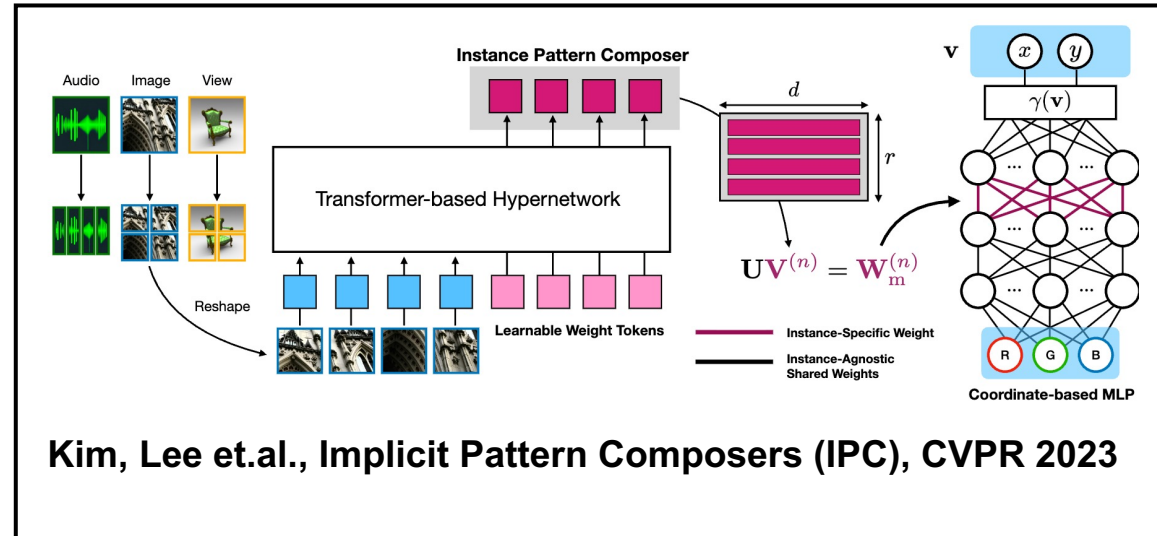 Instance Pattern Composer
Audio Image View
Transformer-based Hypernetwork
Reshape
Learnable Weight Tokens
d
r
UV^{(n)} = W_m^{(n)}
Instance-Specific Weight
Instance-Agnostic
Shared Weights
v
x y
γ(v)
... ...
... ...
... ...
R G B
Coordinate-based MLP
Kim, Lee et.al., Implicit Pattern Composers (IPC), CVPR 2023